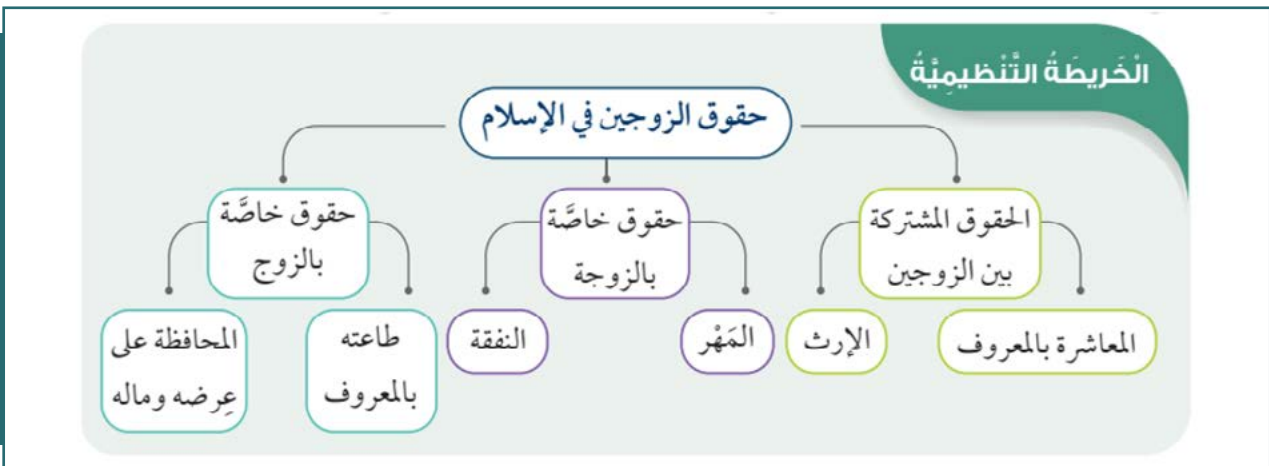 الْخَرِيطَةُ التَّنْظيمِيَّةُ
حقوق الزوجين في الإسلام
الحقوق المشتركة
بين الزوجين
حقوق خاصَّة
بالزوجة
حقوق خاصَّة
بالزوج
المعاشرة بالمعروف
الإرث
المَهْر
النفقة
طاعته
بالمعروف
المحافظة على
عِرضه وماله